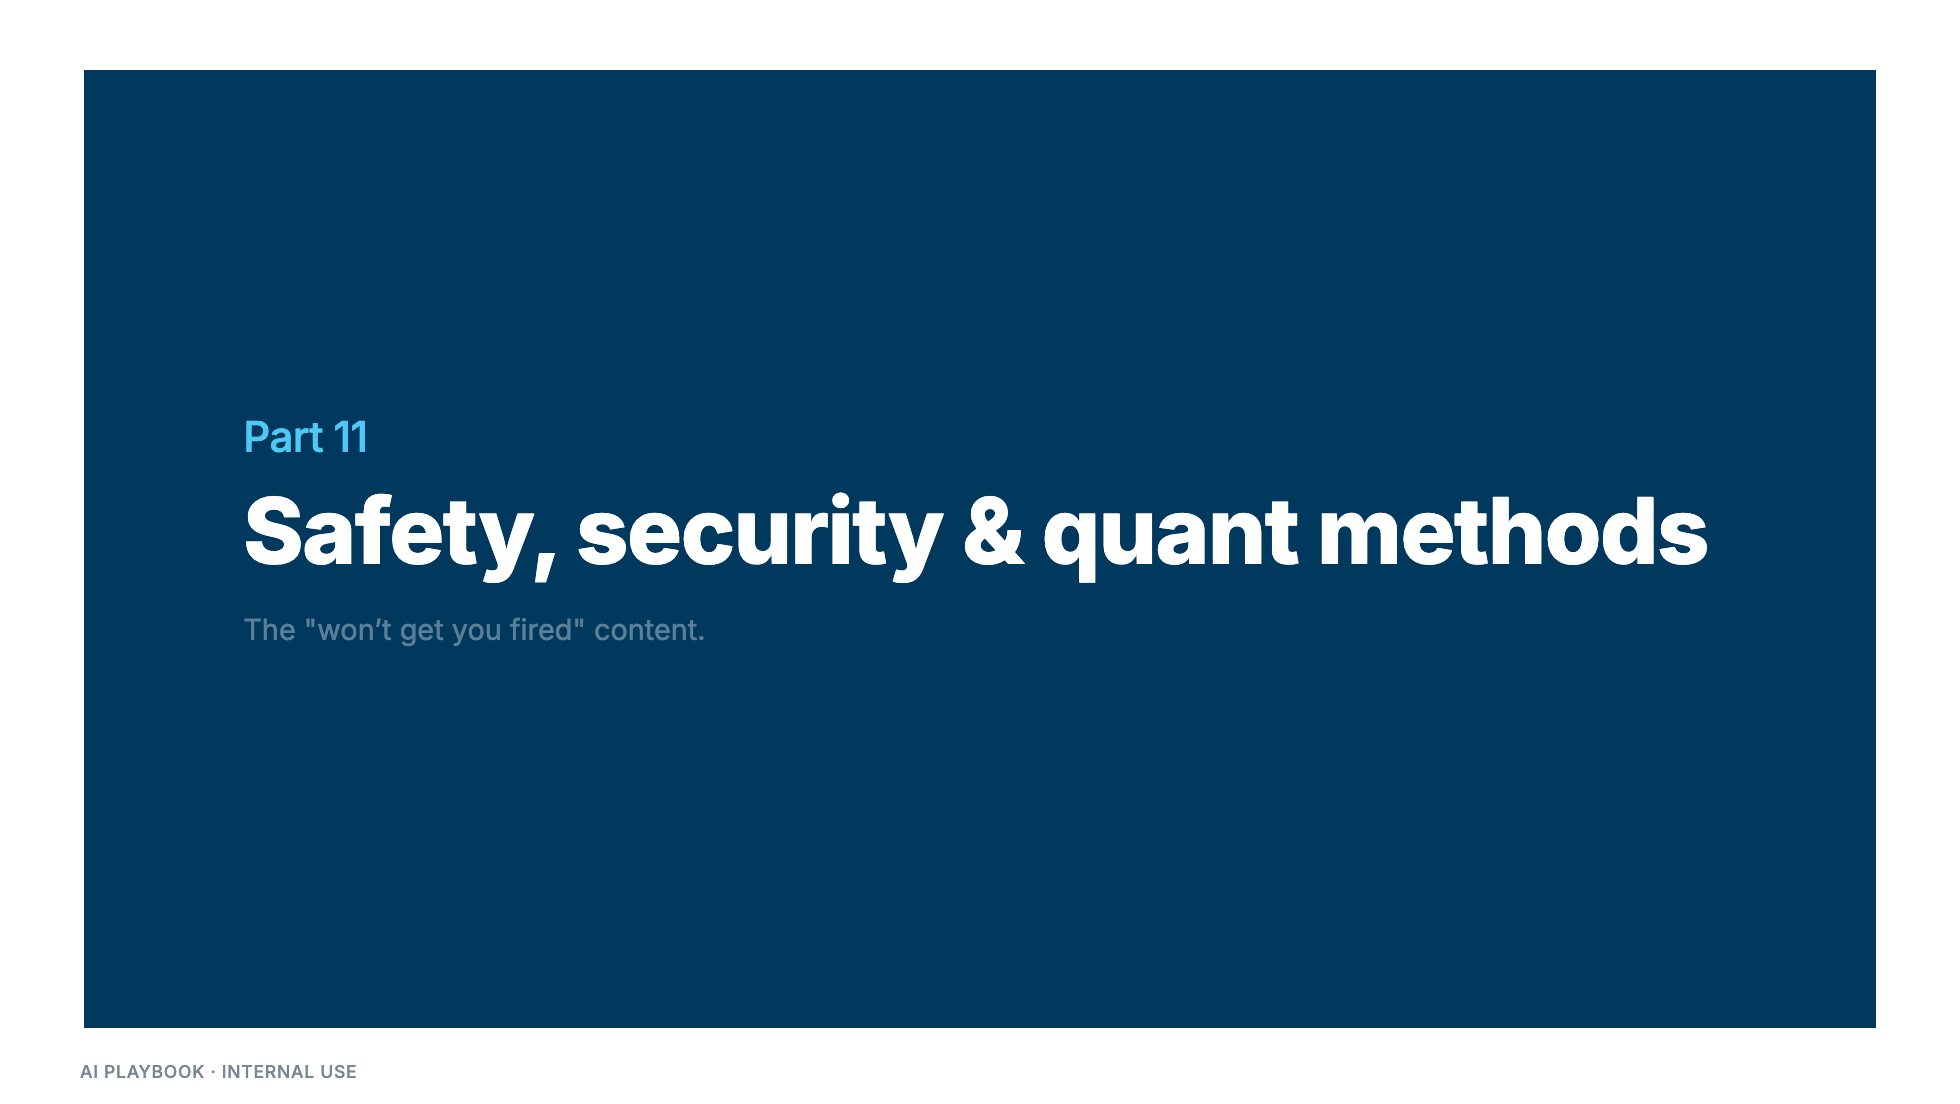 Part 11
Safety, security & quant methods
The "won’t get you fired" content.
AI PLAYBOOK · INTERNAL USE